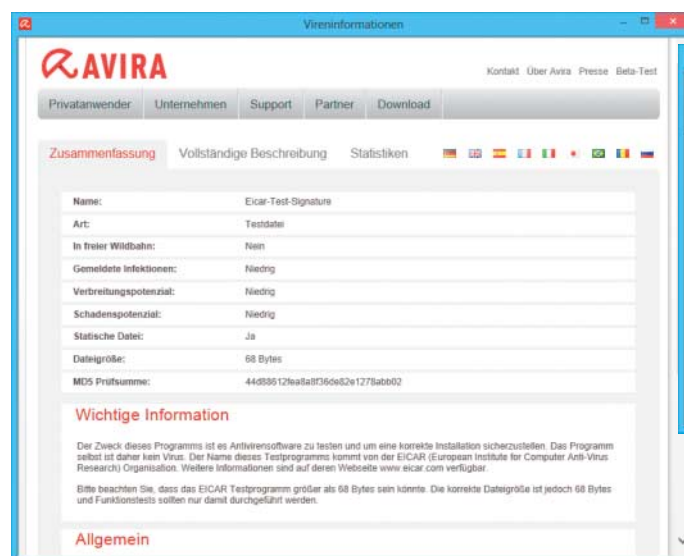 Vireninformationen
AVIRA
Kontakt Über Avira Presse Beta-Test
Privatanwender Unternehmen Support Partner Download
Zusammenfassung Vollständige Beschreibung Statistiken
Name: Eicar-Test-Signature
Art: Testdatei
In freier Wildbahn: Nein
Gemeldete Infektionen: Niedrig
Verbreitungspotenzial: Niedrig
Schadenspotenzial: Niedrig
Statische Datei: Ja
Dateigröße: 68 Bytes
MD5 Prüfsumme: 44d88612fea8a8f36de82e1278abb02
Wichtige Information
Der Zweck dieses Programms ist es Antivirensoftware zu testen und um eine korrekte Installation sicherzustellen. Das Programm
selbst ist daher kein Virus. Der Name dieses Testprogramms kommt von der EICAR (European Institute for Computer Anti-Virus
Research) Organisation. Weitere Informationen sind auf deren Webseite www.eicar.com verfügbar.
Bitte beachten Sie, dass das EICAR Testprogramm größer als 68 Bytes sein könnte. Die korrekte Dateigröße ist jedoch 68 Bytes
und Funktionstests sollten nur damit durchgeführt werden.
Allgemein